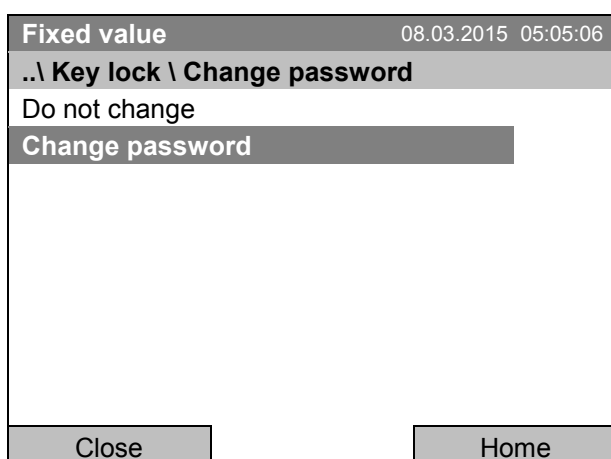 Fixed value 08.03.2015 05:05:06
..\ Key lock \ Change password
Do not change
Change password
Close Home